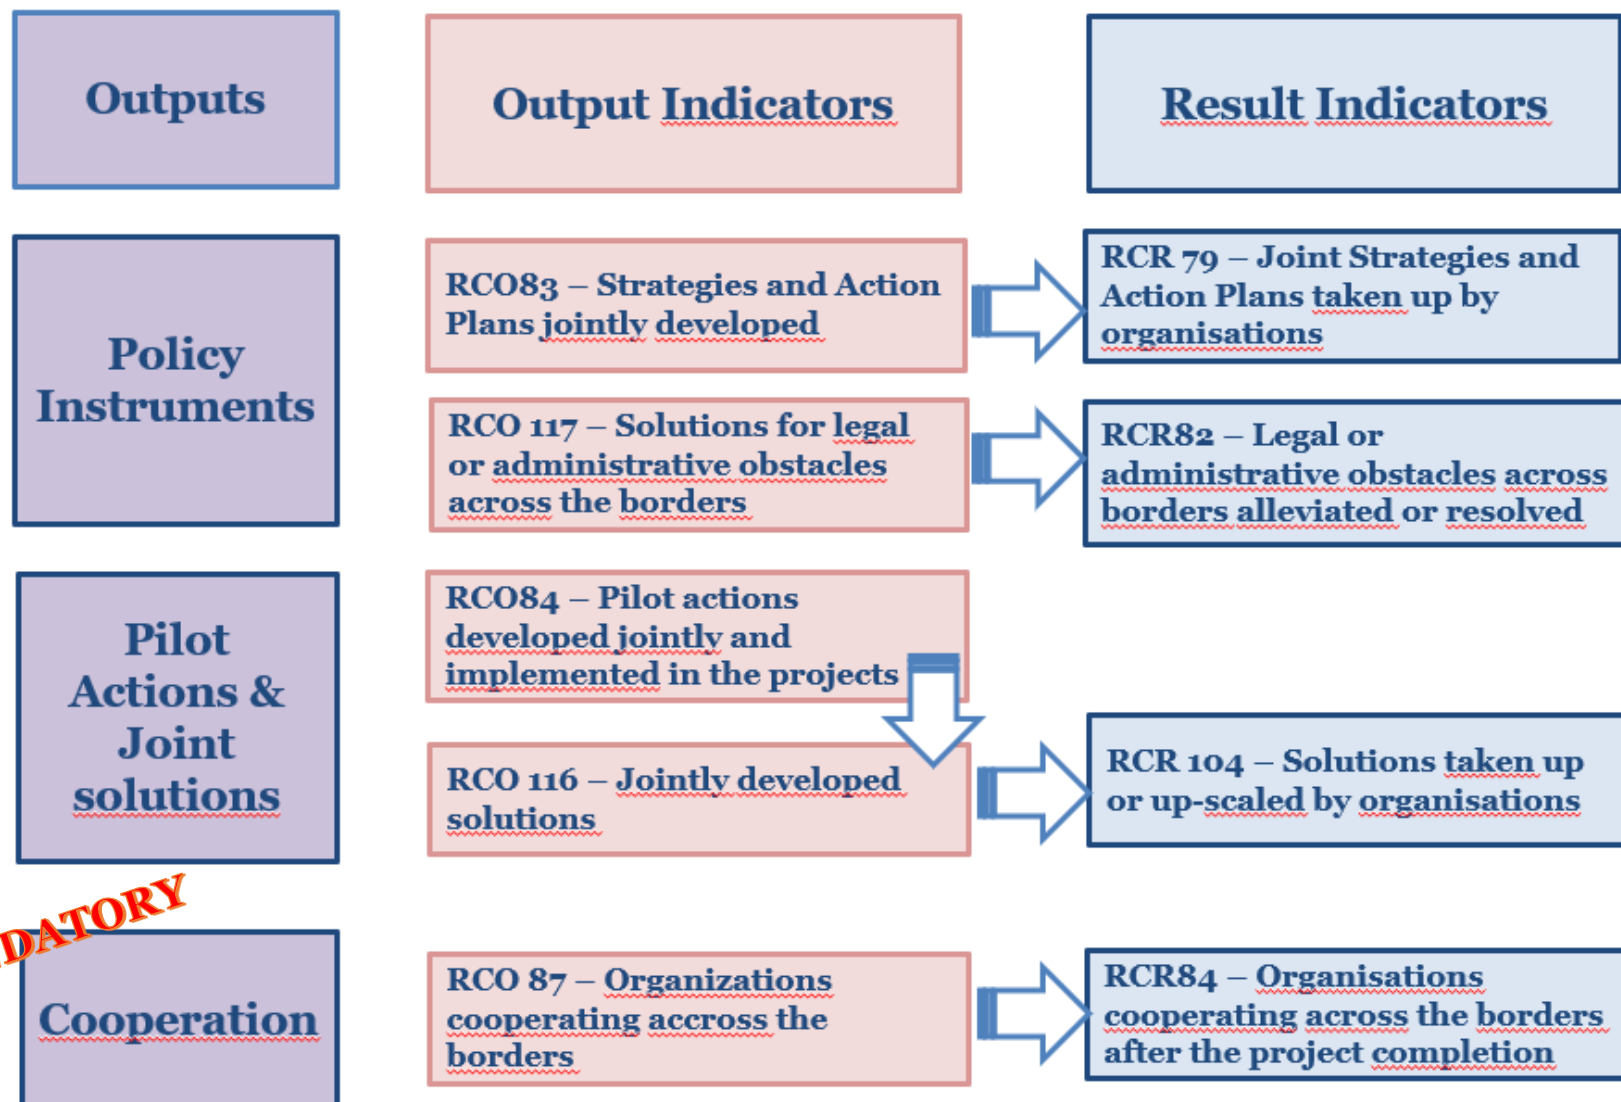 Outputs
Output Indicators
Result Indicators
Policy
Instruments
RCO83 – Strategies and Action
Plans jointly developed
RCR 79 – Joint Strategies and
Action Plans taken up by
organisations
RCO 117 – Solutions for legal
or administrative obstacles
across the borders
RCR82 – Legal or
administrative obstacles across
borders alleviated or resolved
Pilot
Actions &
Joint
solutions
RCO84 – Pilot actions
developed jointly and
implemented in the projects
RCO 116 – Jointly developed
solutions
RCR 104 – Solutions taken up
or up-scaled by organisations
DATORY
Cooperation
RCO 87 – Organizations
cooperating accross the
borders
RCR84 – Organisations
cooperating across the borders
after the project completion